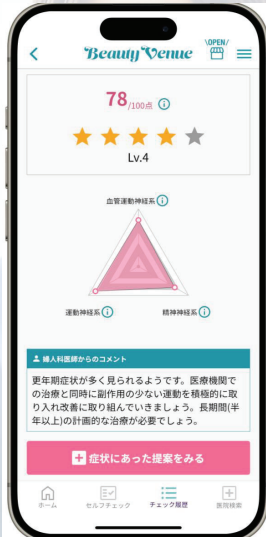 Beauty Venue
\OPEN/
78/100点 i
Lv.4
血管運動神経系 i
運動神経系 i
精神神経系 i
婦人科医師からのコメント
更年期症状が多く見られるようです。医療機関で
の治療と同時に副作用の少ない運動を積極的に取
り入れ改善に取り組んでいきましょう。長期間(半
年以上)の計画的な治療が必要でしょう。
症状にあった提案をみる
ホーム
セルフチェック
チェック履歴
医院検索